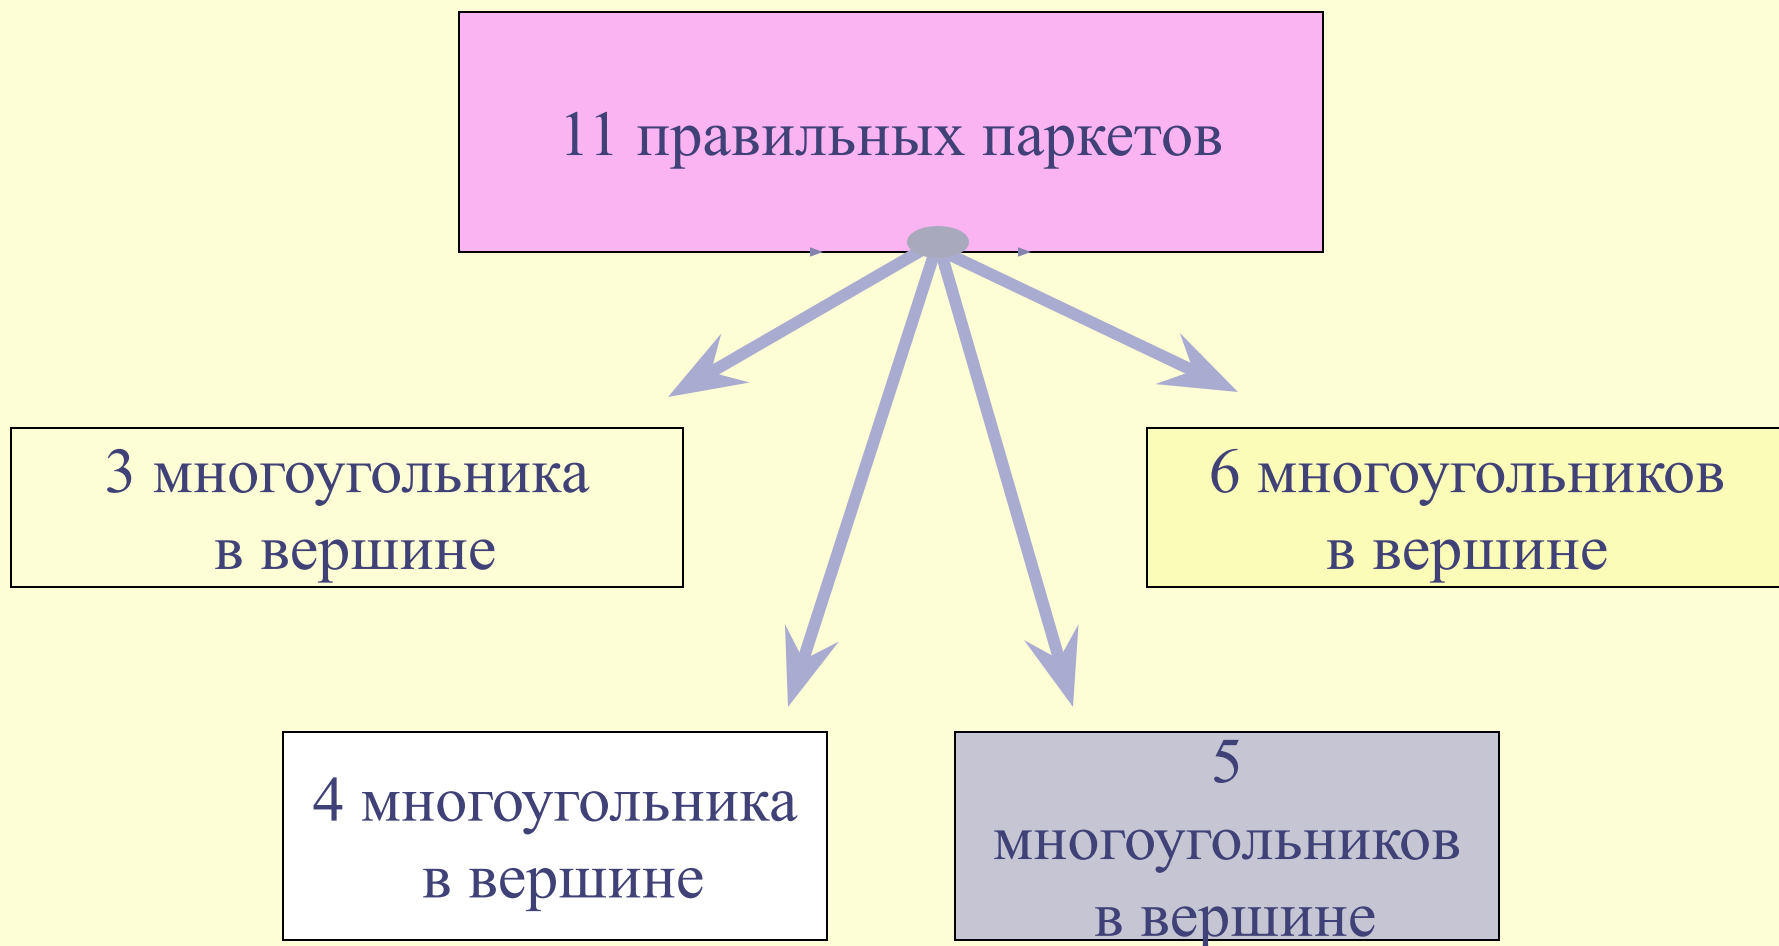 11 правильных паркетов
3 многоугольника
в вершине
6 многоугольников
в вершине
4 многоугольника
в вершине
5
многоугольников
в вершине